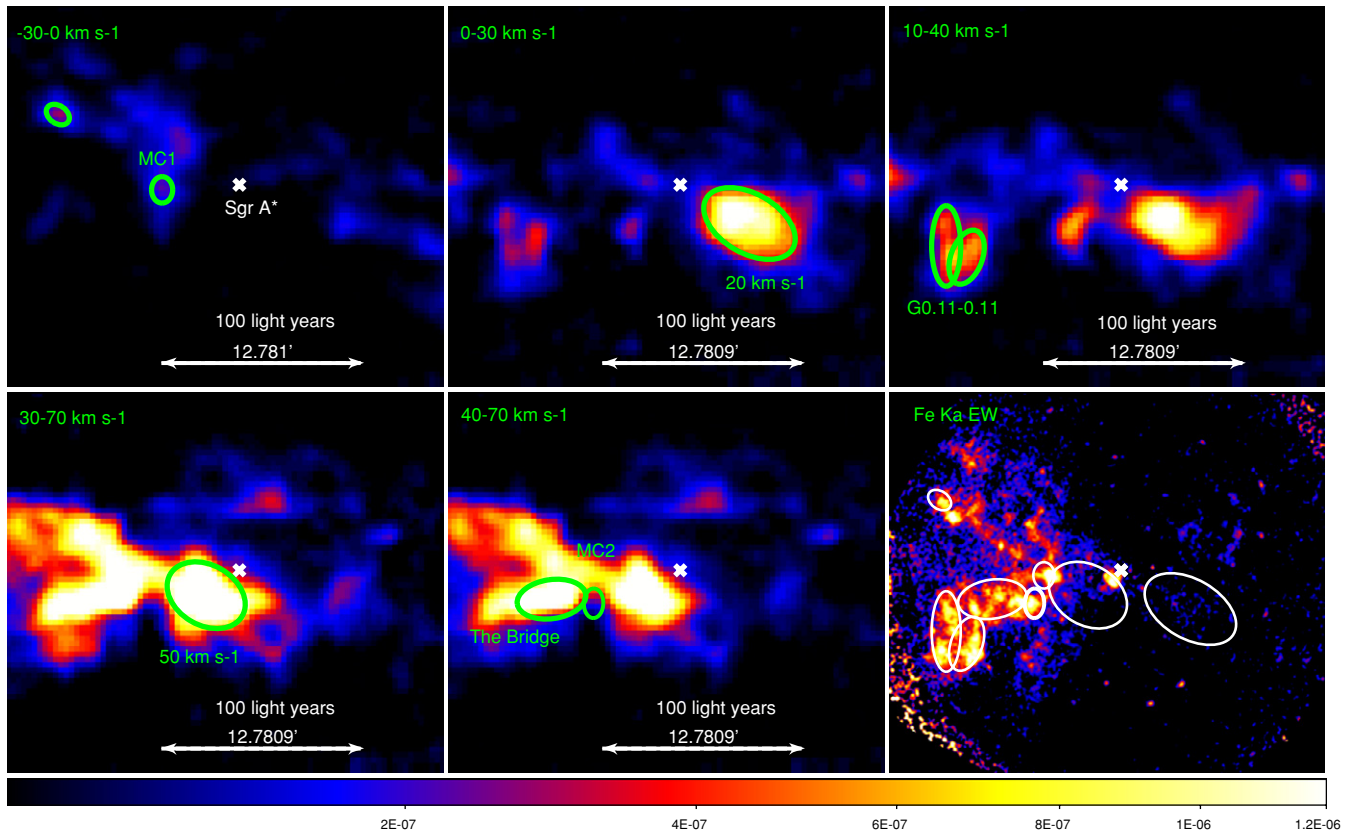 -30-0 km s-1
MC1
Sgr A*
100 light years
12.781'
0-30 km s-1
20 km s-1
100 light years
12.7809'
10-40 km s-1
G0.11-0.11
100 light years
12.7809'
30-70 km s-1
50 km s-1
100 light years
12.7809'
40-70 km s-1
MC2
The Bridge
100 light years
12.7809'
Fe Ka EW
2E-07 4E-07 6E-07 8E-07 1E-06 1.2E-06